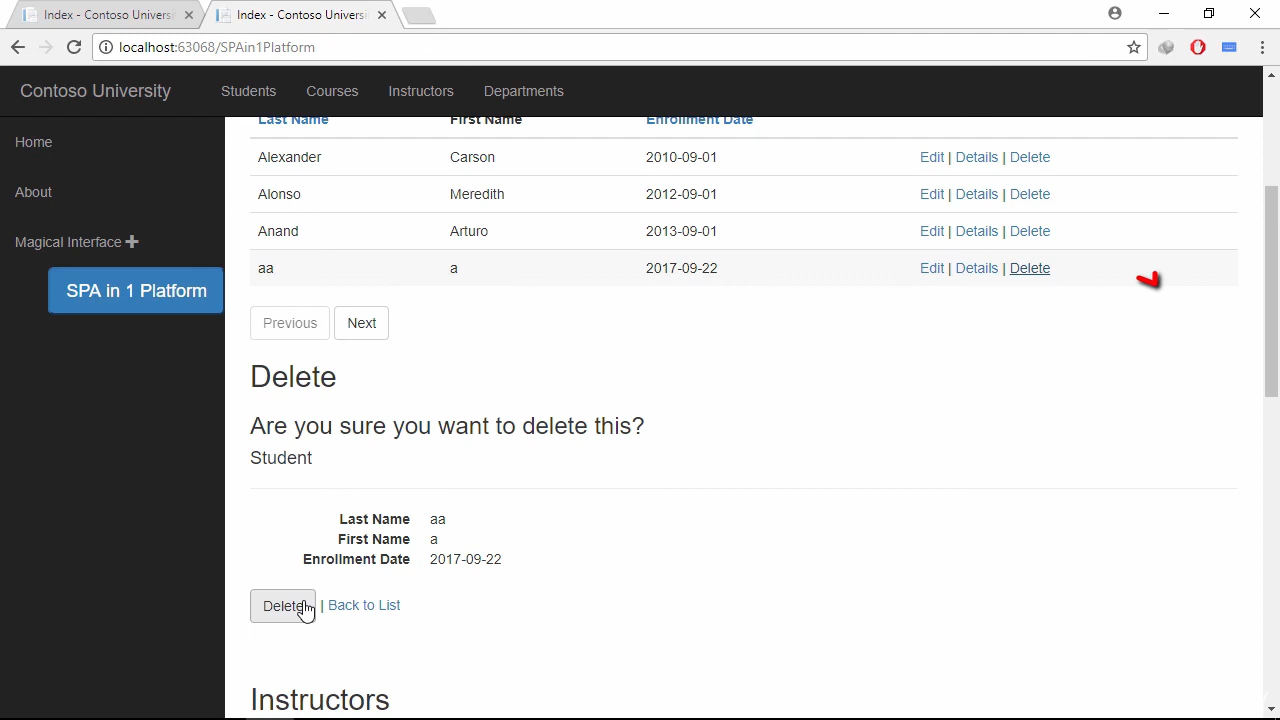 Index - Contoso Universi Index - Contoso Universi
localhost:63068/SPAin1Platform
Contoso University Students Courses Instructors Departments
Home
About
Magical Interface
SPA in 1 Platform
Last Name First Name Enrollment Date
Alexander Carson 2010-09-01 Edit | Details | Delete
Alonso Meredith 2012-09-01 Edit | Details | Delete
Anand Arturo 2013-09-01 Edit | Details | Delete
aa a 2017-09-22 Edit | Details | Delete
Previous Next
Delete
Are you sure you want to delete this?
Student
Last Name aa
First Name a
Enrollment Date 2017-09-22
Delete | Back to List
Instructors